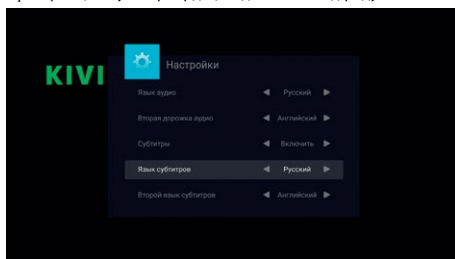 KIVI
Настройки
Язык аудио Русский
Вторая дорожка аудио Английский
Субтитры Включить
Язык субтитров Русский
Второй язык субтитров Английский